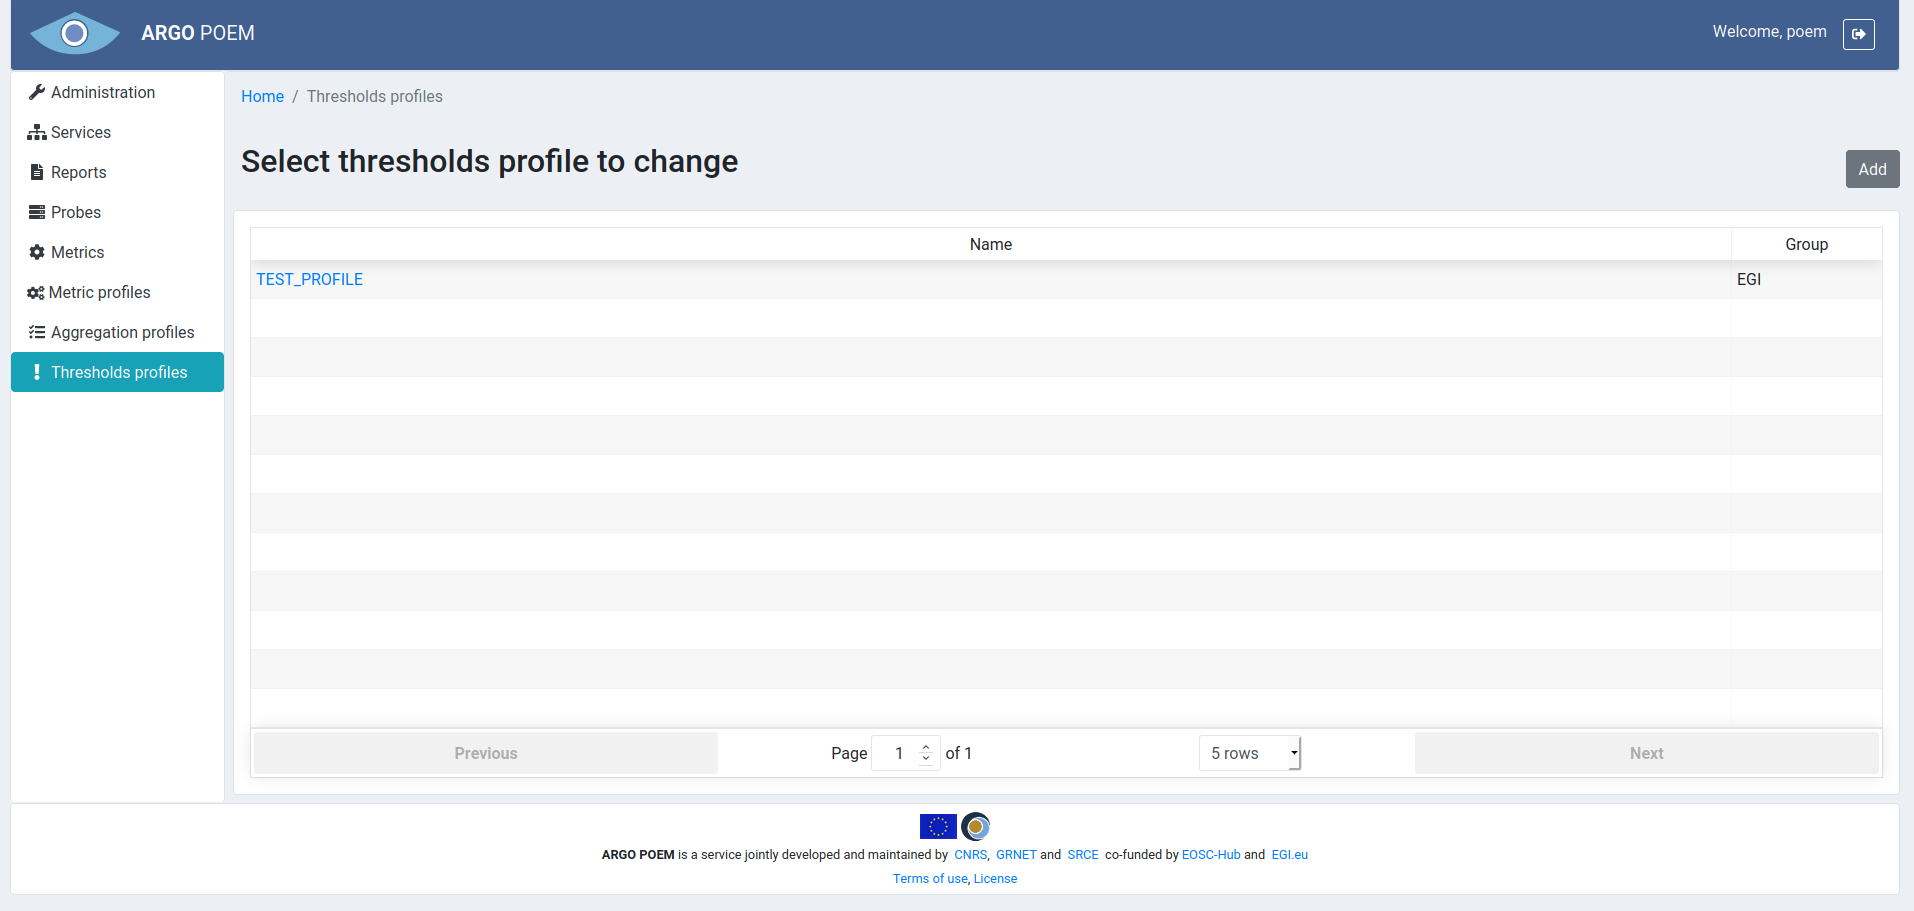 ARGO POEM
Welcome, poem
Administration
Services
Reports
Probes
Metrics
Metric profiles
Aggregation profiles
Thresholds profiles
Home / Thresholds profiles
Select thresholds profile to change
Add
Name Group
TEST_PROFILE EGI
Previous Page 1 of 1 5 rows Next
ARGO POEM is a service jointly developed and maintained by CNRS, GRNET and SRCE co-funded by EOSC-Hub and EGI.eu
Terms of use, License